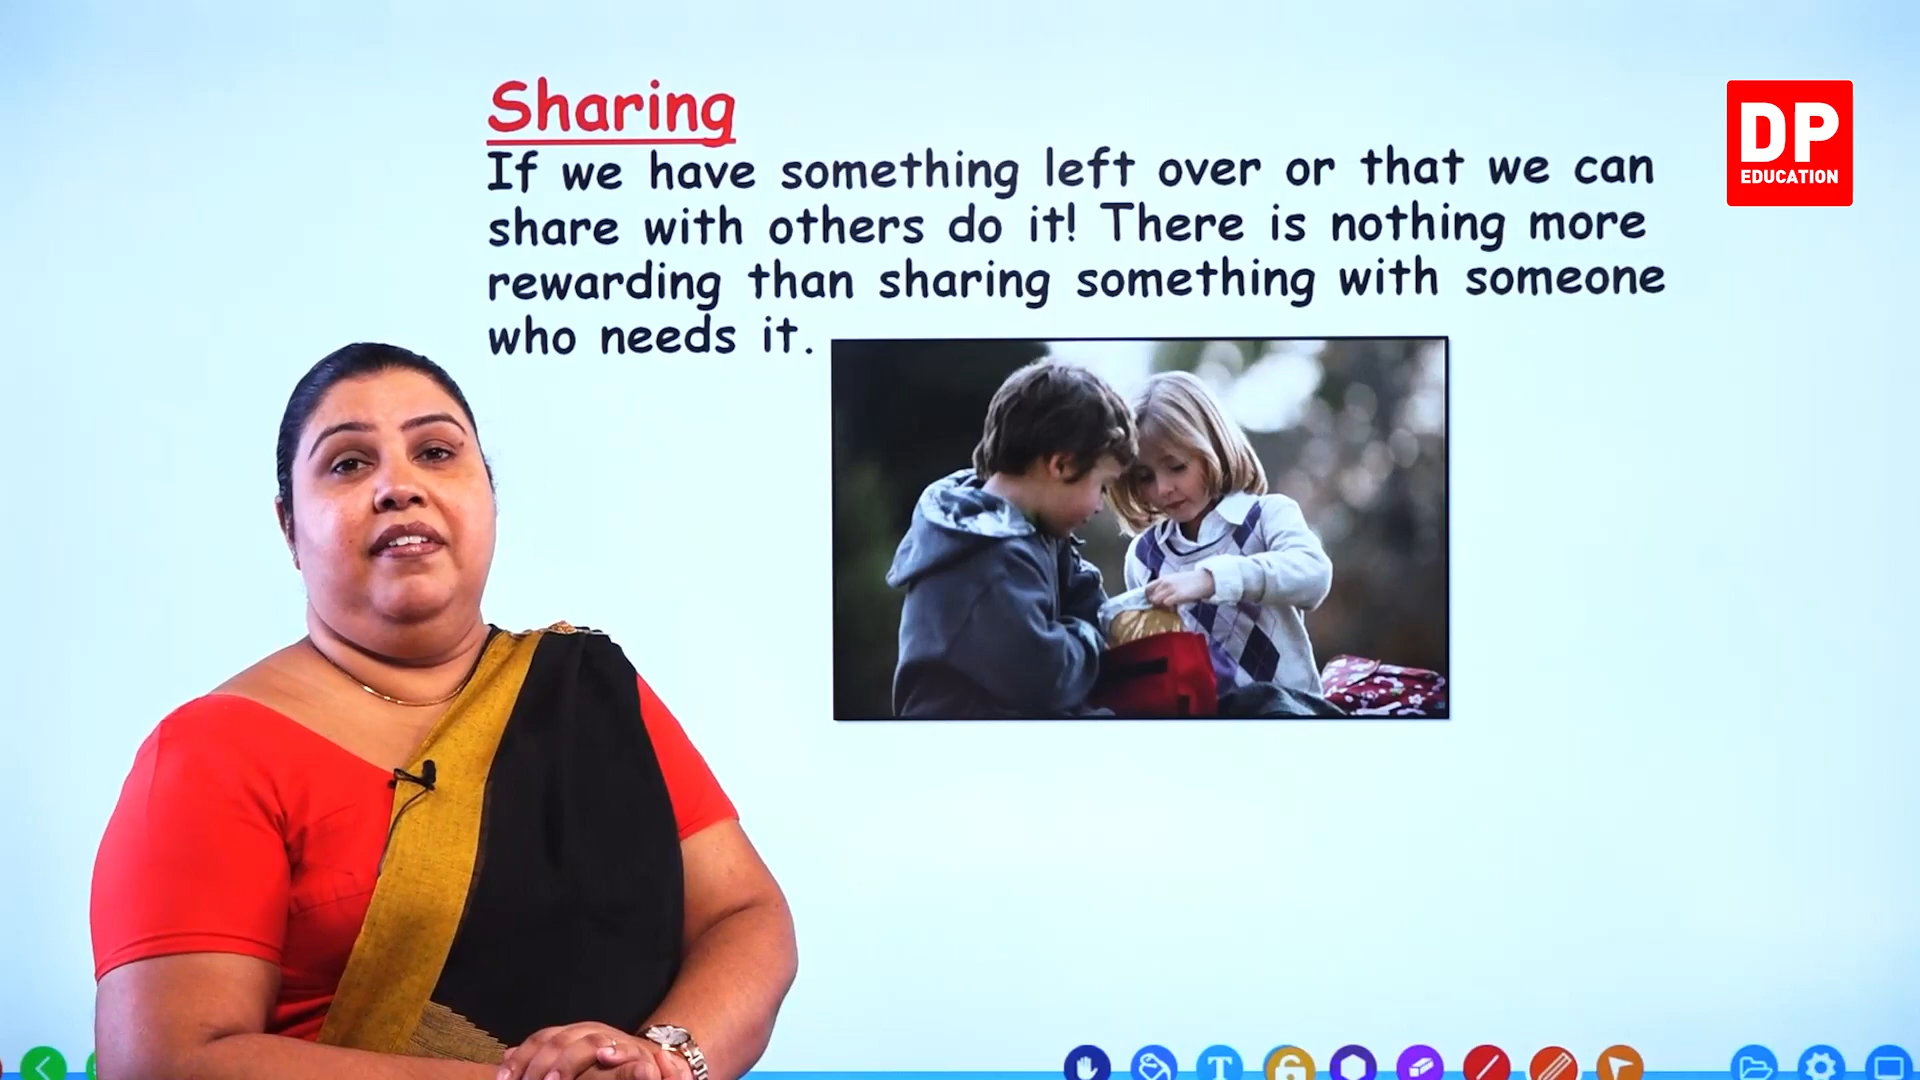 Sharing
If we have something left over or that we can
share with others do it! There is nothing more
rewarding than sharing something with someone
who needs it.
DP
EDUCATION